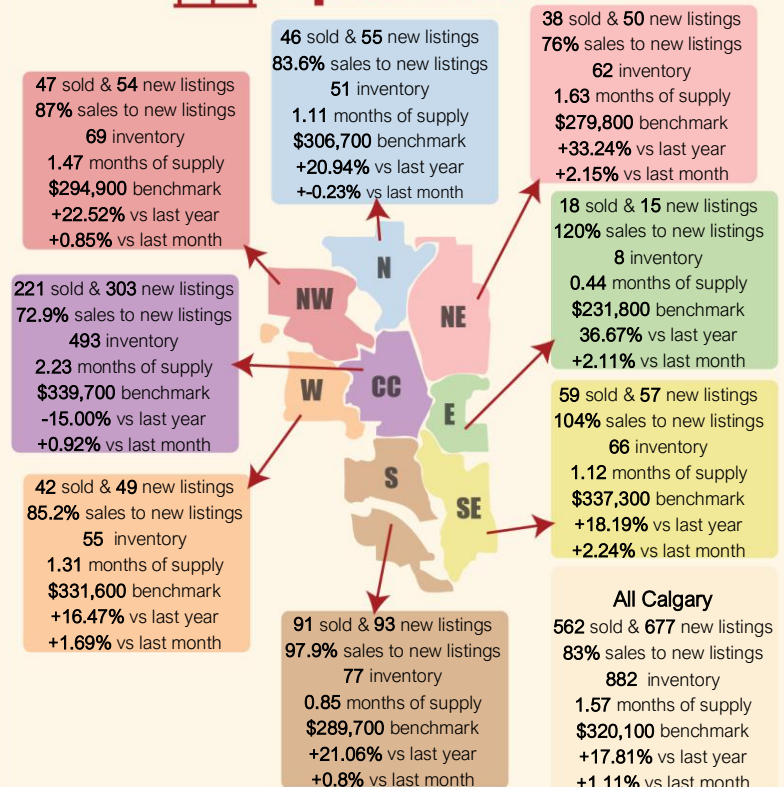 46 sold & 55 new listings
83.6% sales to new listings
51 inventory
1.11 months of supply
$306,700 benchmark
+20.94% vs last year
+-0.23% vs last month
38 sold & 50 new listings
76% sales to new listings
62 inventory
1.63 months of supply
$279,800 benchmark
+33.24% vs last year
+2.15% vs last month
47 sold & 54 new listings
87% sales to new listings
69 inventory
1.47 months of supply
$294,900 benchmark
+22.52% vs last year
+0.85% vs last month
18 sold & 15 new listings
120% sales to new listings
8 inventory
0.44 months of supply
$231,800 benchmark
36.67% vs last year
+2.11% vs last month
N
NW
NE
W
CC
E
S
SE
221 sold & 303 new listings
72.9% sales to new listings
493 inventory
2.23 months of supply
$339,700 benchmark
-15.00% vs last year
+0.92% vs last month
59 sold & 57 new listings
104% sales to new listings
66 inventory
1.12 months of supply
$337,300 benchmark
+18.19% vs last year
+2.24% vs last month
42 sold & 49 new listings
85.2% sales to new listings
55 inventory
1.31 months of supply
$331,600 benchmark
+16.47% vs last year
+1.69% vs last month
91 sold & 93 new listings
97.9% sales to new listings
77 inventory
0.85 months of supply
$289,700 benchmark
+21.06% vs last year
+0.8% vs last month
All Calgary
562 sold & 677 new listings
83% sales to new listings
882 inventory
1.57 months of supply
$320,100 benchmark
+17.81% vs last year
+1.11% vs last month